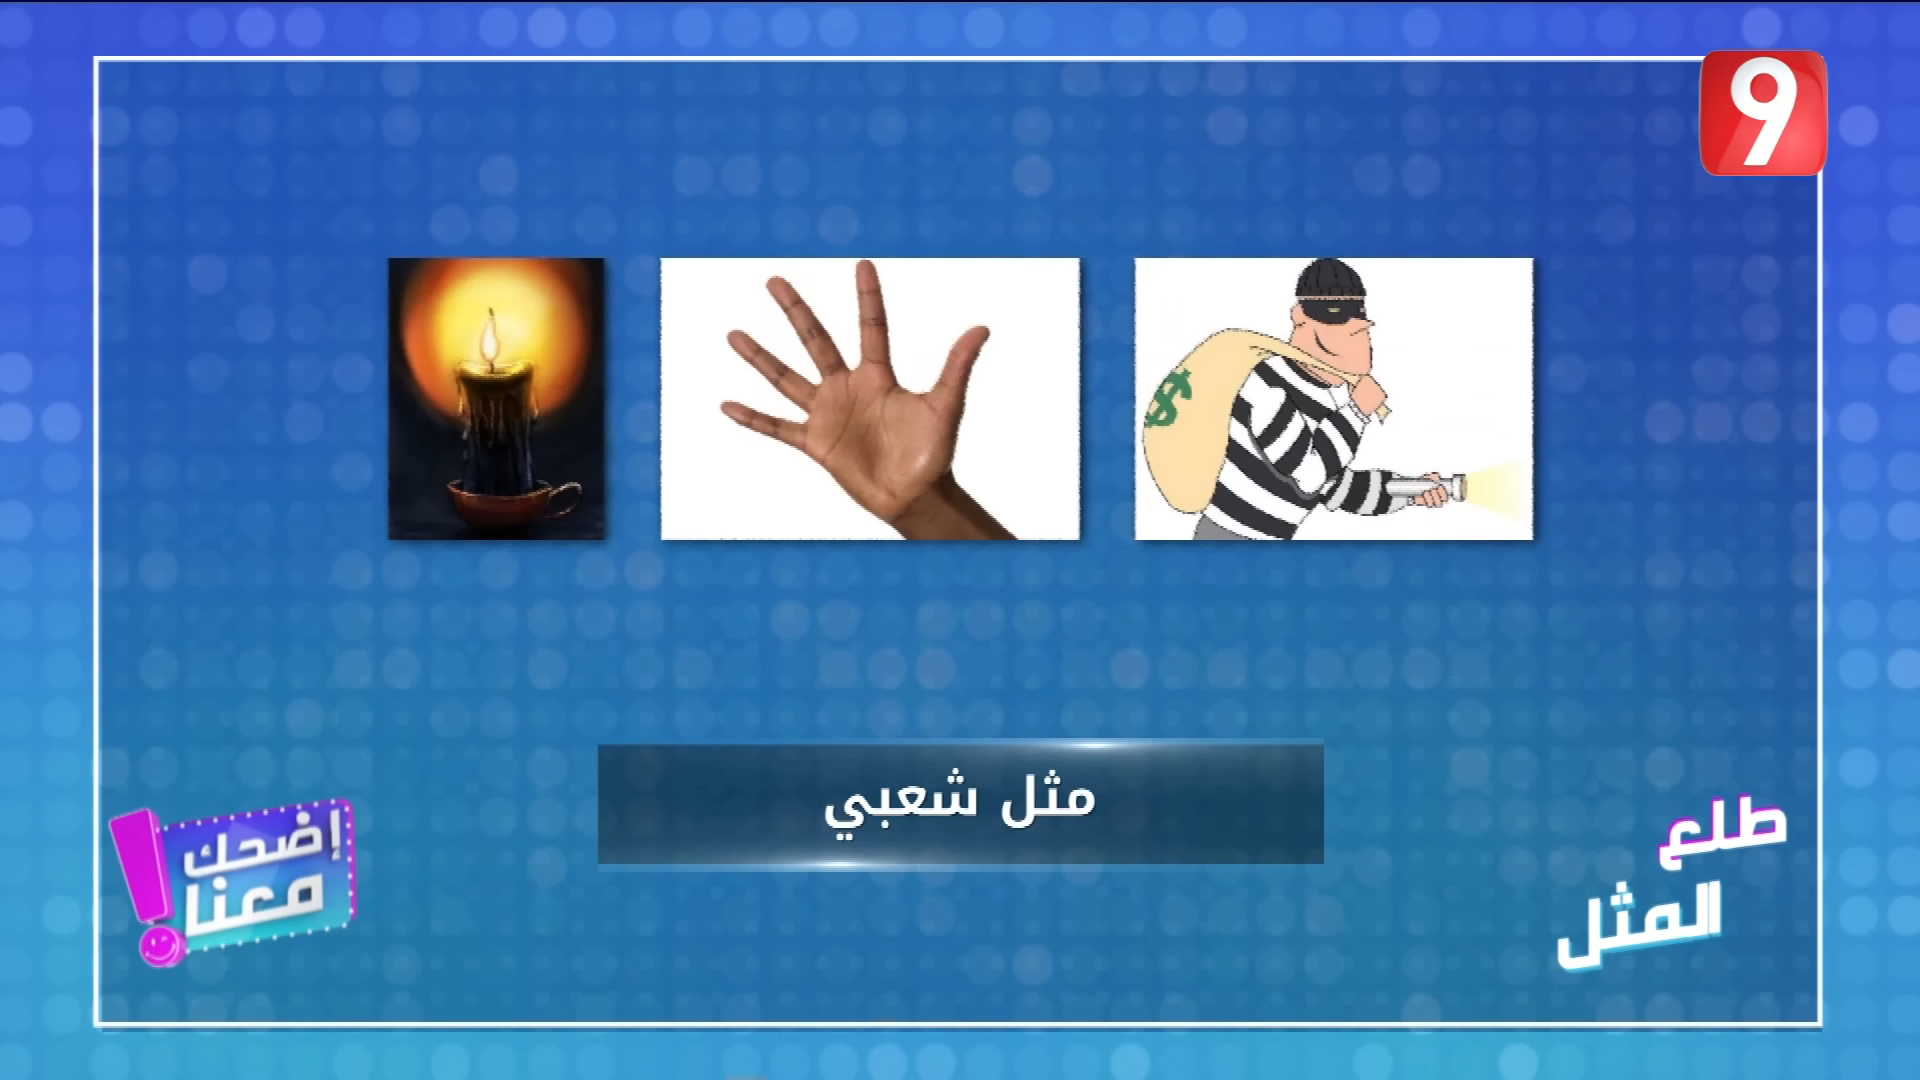 9
$
مثل شعبي
إضحك
معنا
طلع
المثل